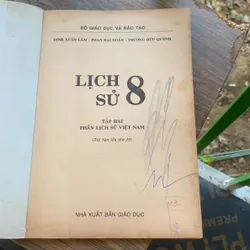 BỘ GIÁO DỤC VÀ ĐÀO TẠO
ĐINH XUÂN LÂM - PHAN ĐẠI DOÃN - TRƯƠNG HỮU QUÝNH
LỊCH SỬ 8
TẬP HAI
PHẦN LỊCH SỬ VIỆT NAM
NHÀ XUẤT BẢN GIÁO DỤC